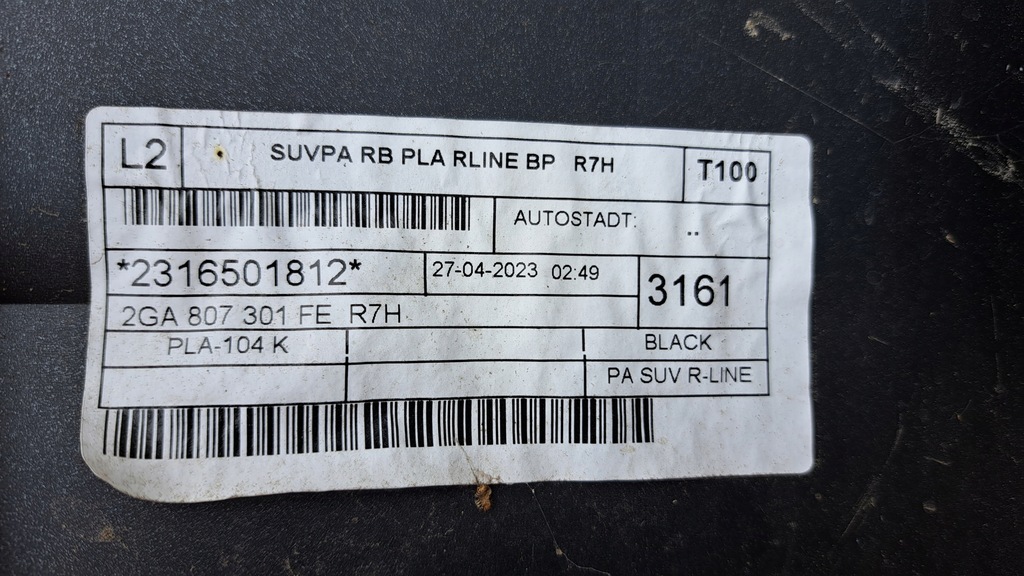 L2 SUVPA RB PLA RLINE BP R7H T100
AUTOSTADT: ..
*2316501812* 27-04-2023 02:49 3161
2GA 807 301 FE R7H
PLA-104 K BLACK
PA SUV R-LINE